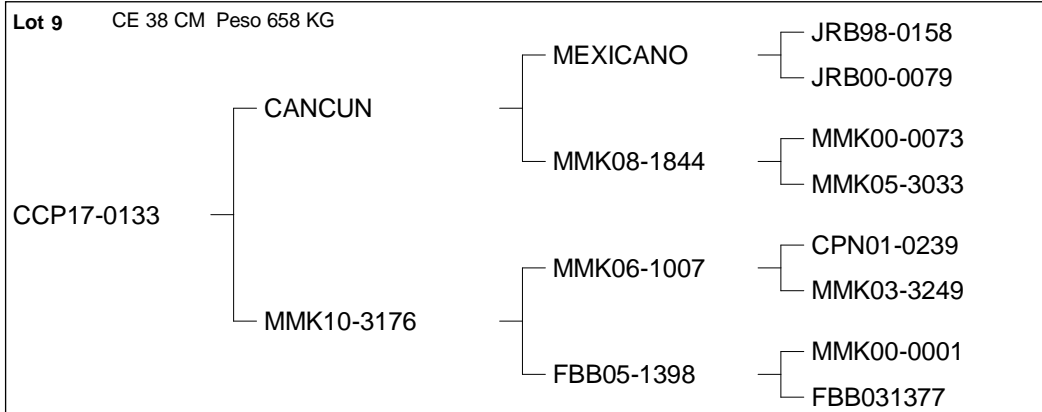 Lot 9 CE 38 CM Peso 658 KG
JRB98-0158
MEXICANO
JRB00-0079
CANCUN
MMK00-0073
MMK08-1844
MMK05-3033
CCP17-0133
CPN01-0239
MMK06-1007
MMK03-3249
MMK10-3176
MMK00-0001
FBB05-1398
FBB031377